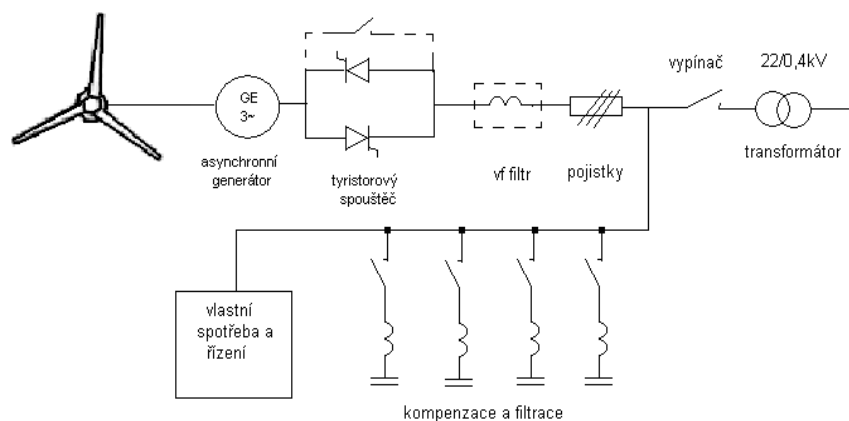 GE
3~
asynchronní
generátor
tyristorový
spouštěč
vf filtr
pojistky
vypínač
22/0,4kV
transformátor
vlastní
spotřeba a
řízení
kompenzace a filtrace